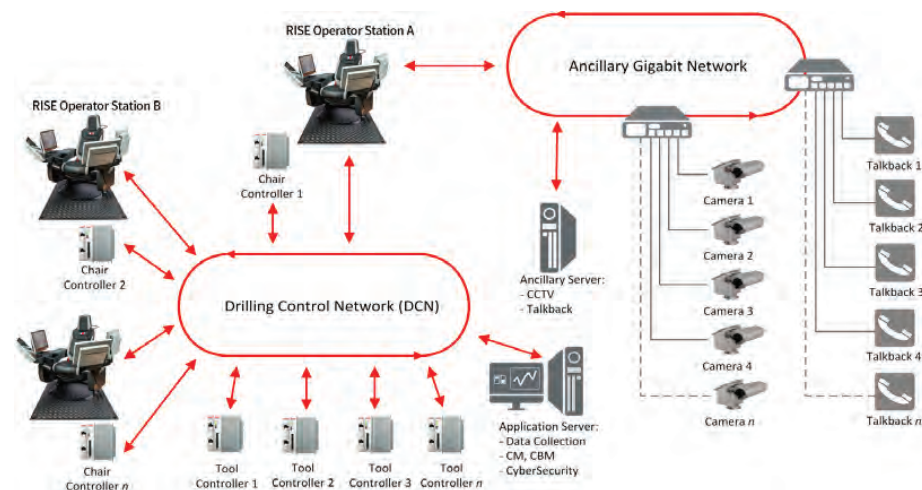 RISE Operator Station A
RISE Operator Station B
Ancillary Gigabit Network
Chair
Controller 1
Chair
Controller 2
Chair
Controller n
Drilling Control Network (DCN)
Tool
Controller 1
Tool
Controller 2
Tool
Controller 3
Tool
Controller n
Ancillary Server:
- CCTV
- Talkback
Application Server:
- Data Collection
- CM, CBM
- CyberSecurity
Camera 1
Camera 2
Camera 3
Camera 4
Camera n
Talkback 1
Talkback 2
Talkback 3
Talkback 4
Talkback n